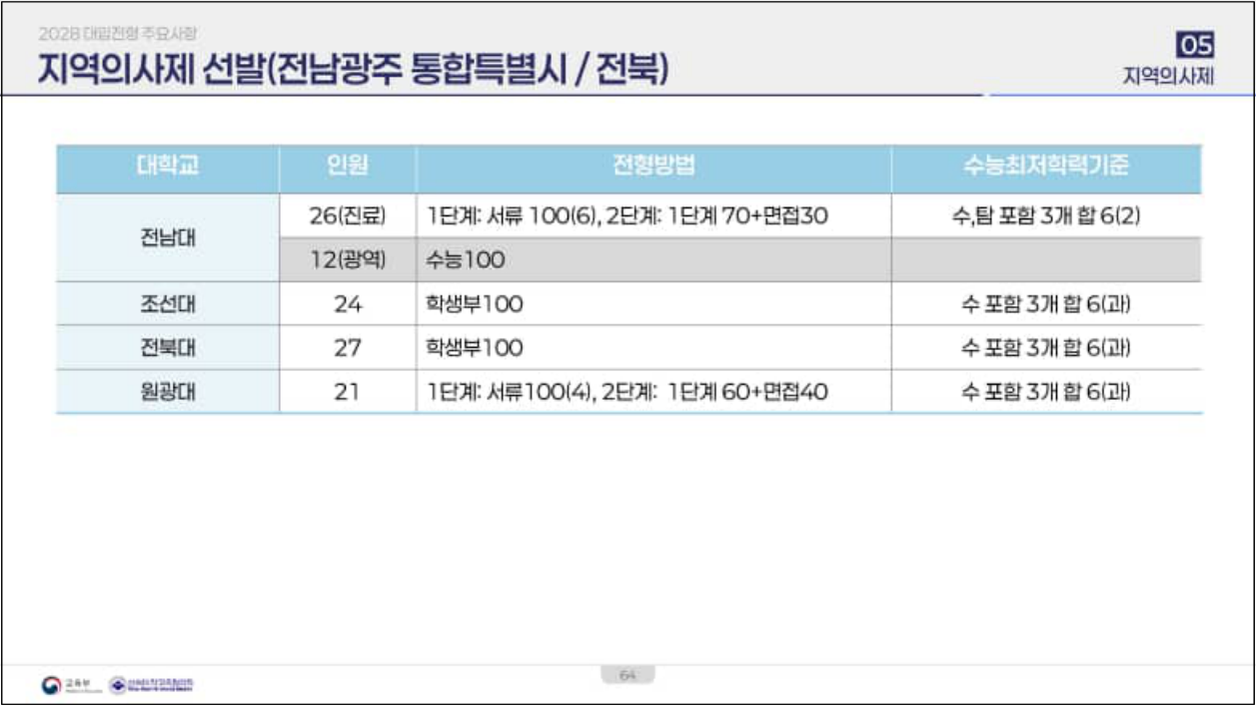 2028 대입전형 주요사항
지역의사제 선발(전남광주 통합특별시 / 전북)
05
지역의사제
대학교 인원 전형방법 수능최저학력기준
전남대 26(진료) 1단계: 서류 100(6), 2단계: 1단계 70+면접30 수,탐 포함 3개 합 6(2)
12(광역) 수능100
조선대 24 학생부100 수 포함 3개 합 6(과)
전북대 27 학생부100 수 포함 3개 합 6(과)
원광대 21 1단계: 서류100(4), 2단계: 1단계 60+면접40 수 포함 3개 합 6(과)
교육부
64